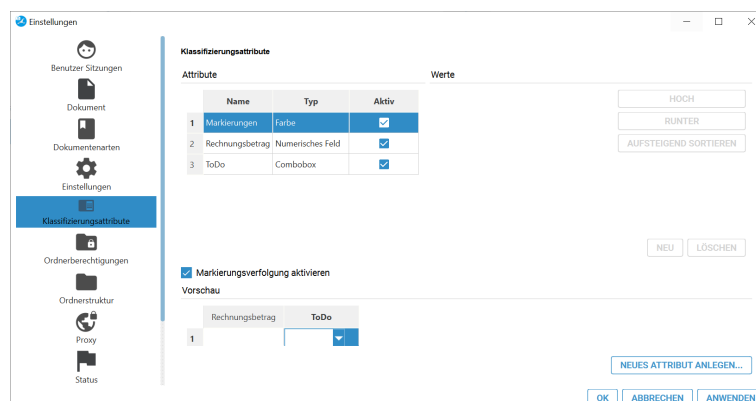 Einstellungen
Benutzer Sitzungen
Dokument
Dokumentenarten
Einstellungen
Klassifizierungsattribute
Ordnerberechtigungen
Ordnerstruktur
Proxy
Status
Klassifizierungsattribute
Attribute
Werte
Name Typ Aktiv
1 Markierungen Farbe
2 Rechnungsbetrag Numerisches Feld
3 ToDo Combobox
HOCH
RUNTER
AUFSTEIGEND SORTIEREN
NEU LÖSCHEN
Markierungsverfolgung aktivieren
Vorschau
Rechnungsbetrag ToDo
1
NEUES ATTRIBUT ANLEGEN...
OK ABBRECHEN ANWENDEN